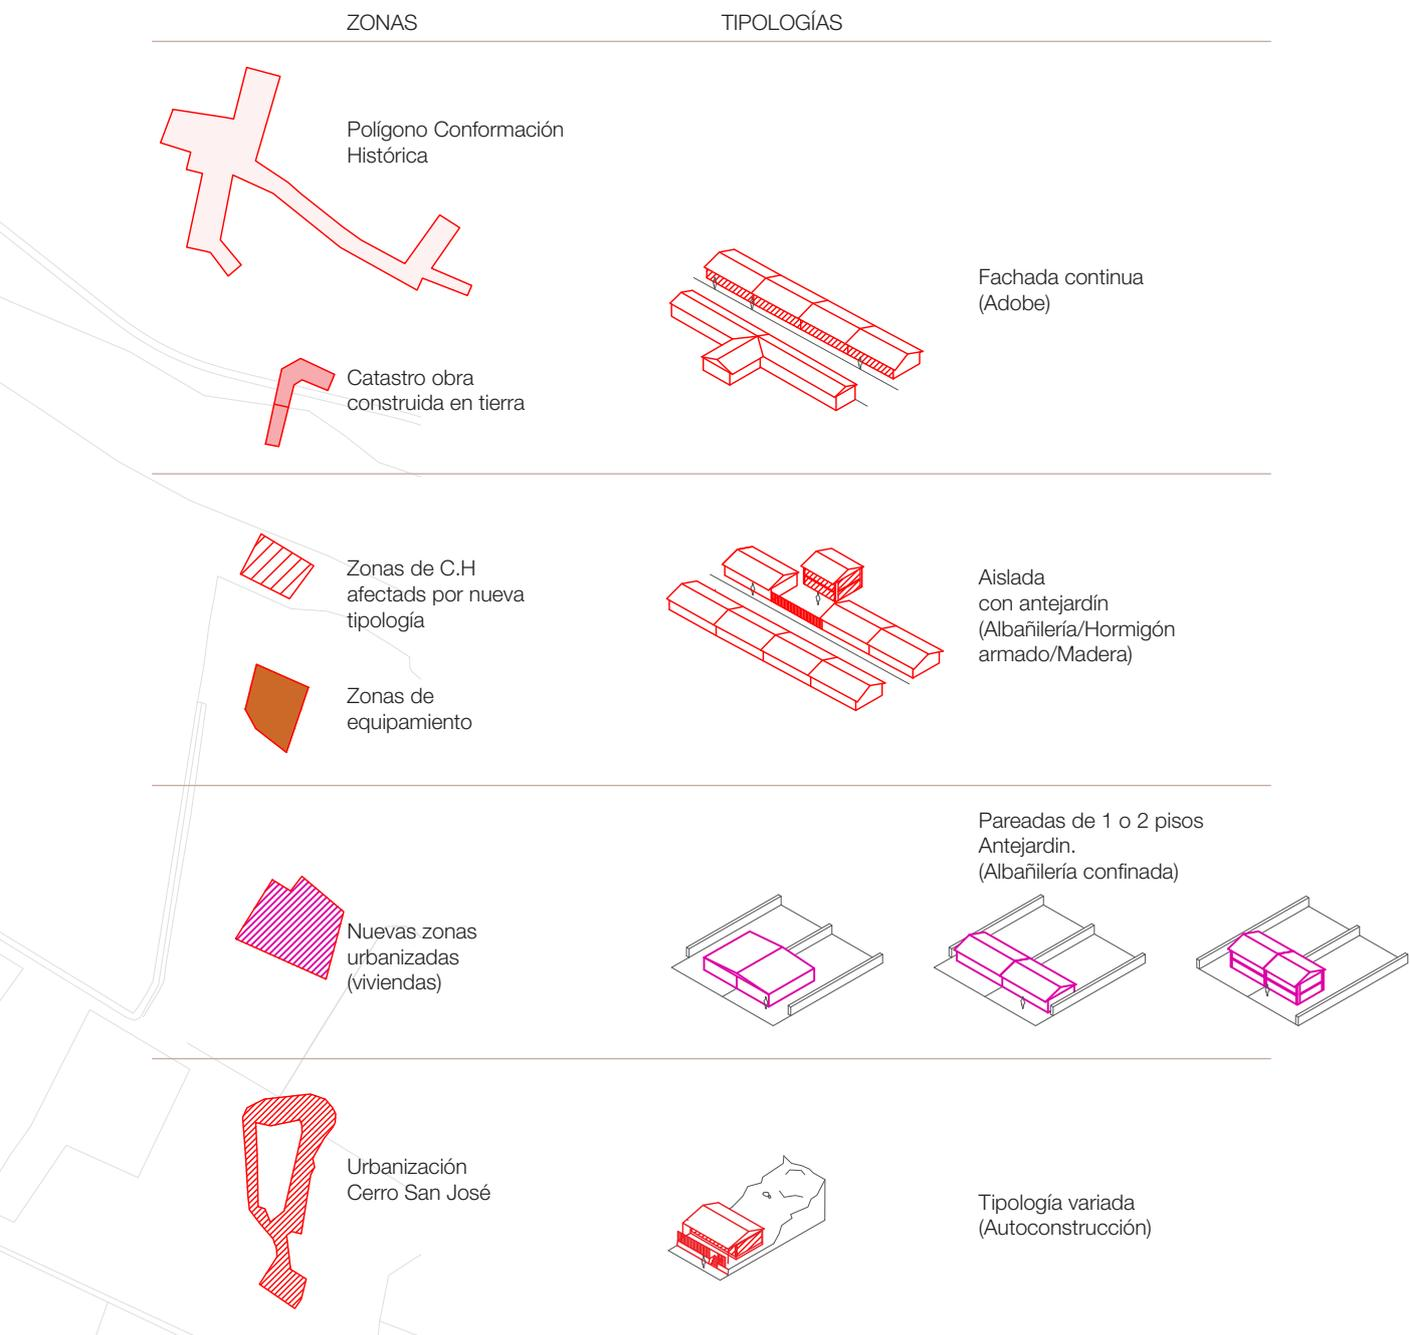 ZONAS
TIPOLOGÍAS
Polígono Conformación
Histórica
Fachada continua
(Adobe)
Catastro obra
construida en tierra
Zonas de C.H
afectads por nueva
tipología
Aislada
con antejardín
(Albañilería/Hormigón
armado/Madera)
Zonas de
equipamiento
Pareadas de 1 o 2 pisos
Antejardin.
(Albañilería confinada)
Nuevas zonas
urbanizadas
(viviendas)
Urbanización
Cerro San José
Tipología variada
(Autoconstrucción)